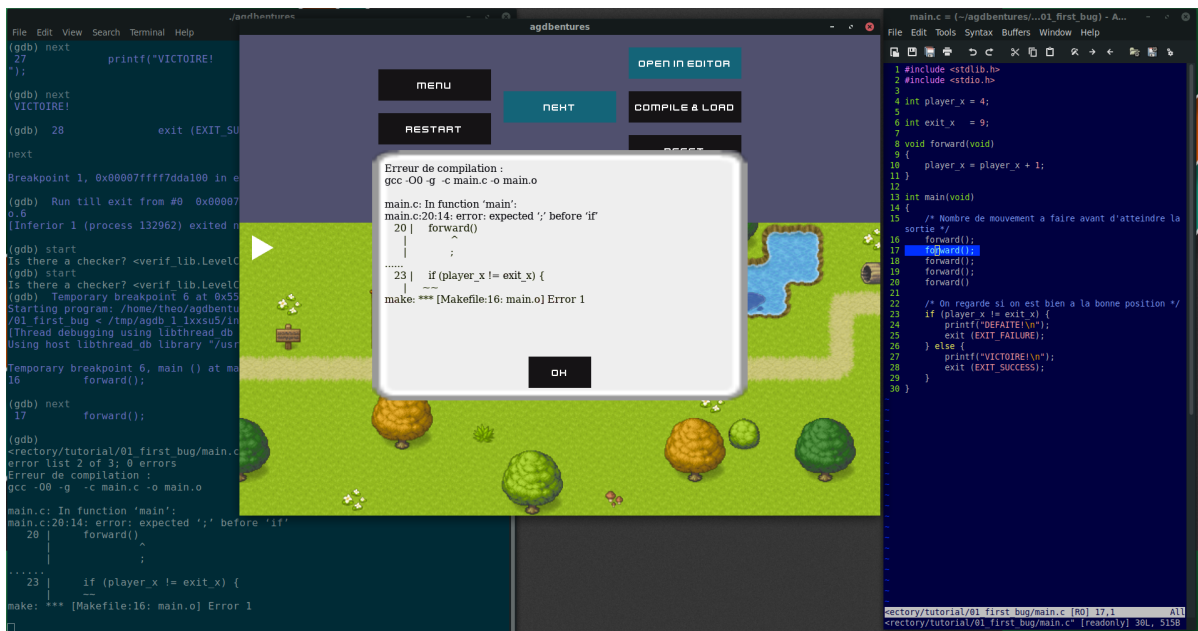 ./agdbentures
File Edit View Search Terminal Help
(gdb) next
27 printf("VICTOIRE!
");
(gdb) next
VICTOIRE!
(gdb) 28 exit (EXIT_SU
next
Breakpoint 1, 0x00007ffff7dda100 in e
(gdb) Run till exit from #0 0x00007
o.6
[Inferior 1 (process 132962) exited n
(gdb) start
Is there a checker? <verif_lib.LevelC
(gdb) start
Is there a checker? <verif_lib.LevelC
(gdb) Temporary breakpoint 6 at 0x55
Starting program: /home/theo/agdbentu
/01_first_bug < /tmp/agdb_1_1xxsu5/in
[Thread debugging using libthread_db
Using host libthread_db library "/usr
Temporary breakpoint 6, main () at ma
16 forward();
(gdb) next
17 forward();
(gdb)
<rectory/tutorial/01_first_bug/main.c
error list 2 of 3; 0 errors
Erreur de compilation :
gcc -O0 -g -c main.c -o main.o
main.c: In function ‘main’:
main.c:20:14: error: expected ‘;’ before ‘if’
20 | forward()
| ^
| ;
......
23 | if (player_x != exit_x) {
| ~~
make: *** [Makefile:16: main.o] Error 1
agdbentures
MENU
RESTART
NEXT
OPEN IN EDITOR
COMPILE & LOAD
RESET
Erreur de compilation :
gcc -O0 -g -c main.c -o main.o
main.c: In function ‘main’:
main.c:20:14: error: expected ‘;’ before ‘if’
20 | forward()
| ^
| ;
......
23 | if (player_x != exit_x) {
| ~~
make: *** [Makefile:16: main.o] Error 1
OK
main.c = (~/agdbentures/...01_first_bug) - A...
File Edit Tools Syntax Buffers Window Help
1 #include <stdlib.h>
2 #include <stdio.h>
3
4 int player_x = 4;
5
6 int exit_x = 9;
7
8 void forward(void)
9 {
10 player_x = player_x + 1;
11 }
12
13 int main(void)
14 {
15 /* Nombre de mouvement a faire avant d'atteindre la
sortie */
16 forward();
17 forward();
18 forward();
19 forward();
20 forward()
21
22 /* On regarde si on est bien a la bonne position */
23 if (player_x != exit_x) {
24 printf("DEFAITE!\n");
25 exit (EXIT_FAILURE);
26 } else {
27 printf("VICTOIRE!\n");
28 exit (EXIT_SUCCESS);
29 }
30 }
<ectory/tutorial/01_first_bug/main.c [RO] 17,1 All
<rectory/tutorial/01_first_bug/main.c" [readonly] 30L, 515B